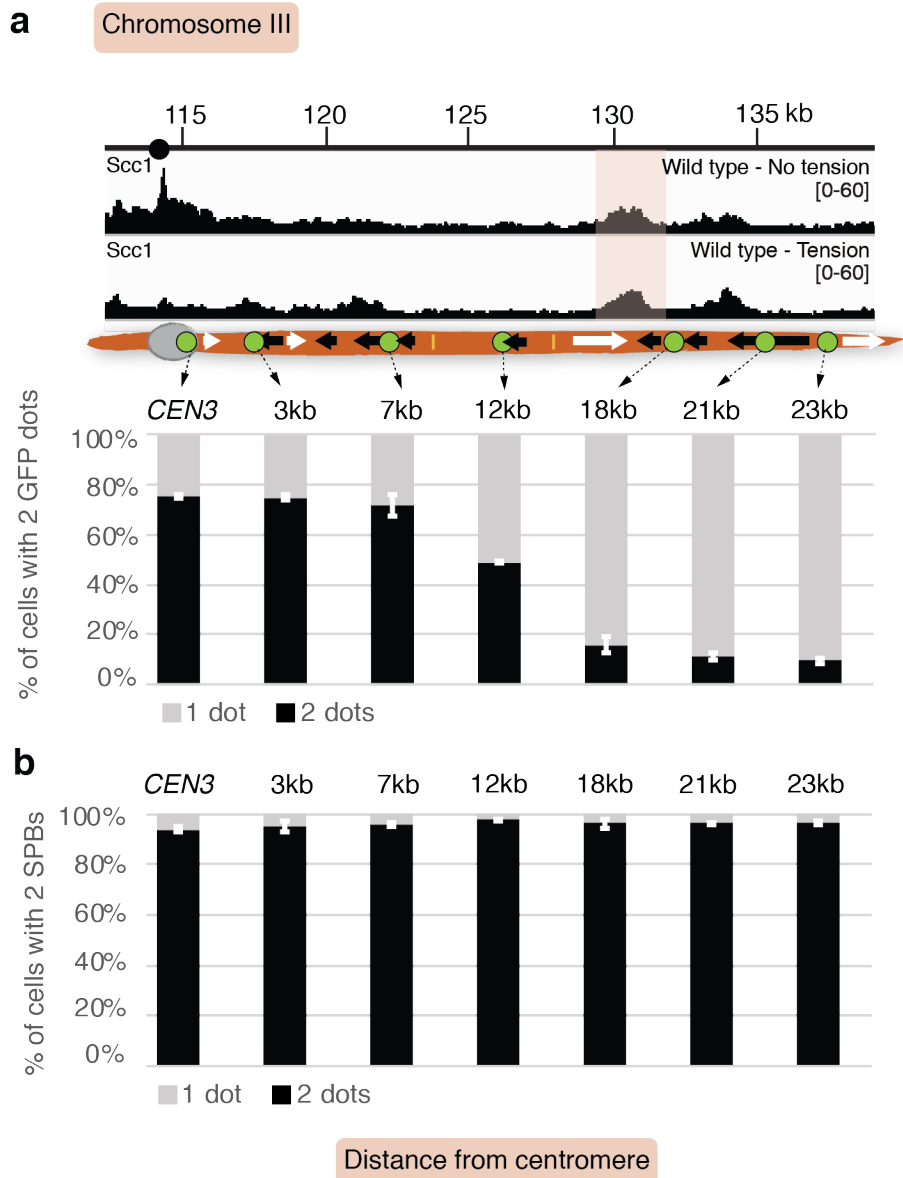 a
Chromosome III
115 120 125 130 135 kb
Scc1 Wild type - No tension
[0-60]
Scc1 Wild type - Tension
[0-60]
CEN3 3kb 7kb 12kb 18kb 21kb 23kb
% of cells with 2 GFP dots
100%
80%
60%
40%
20%
0%
1 dot 2 dots
b
CEN3 3kb 7kb 12kb 18kb 21kb 23kb
% of cells with 2 SPBs
100%
80%
60%
40%
20%
0%
1 dot 2 dots
Distance from centromere